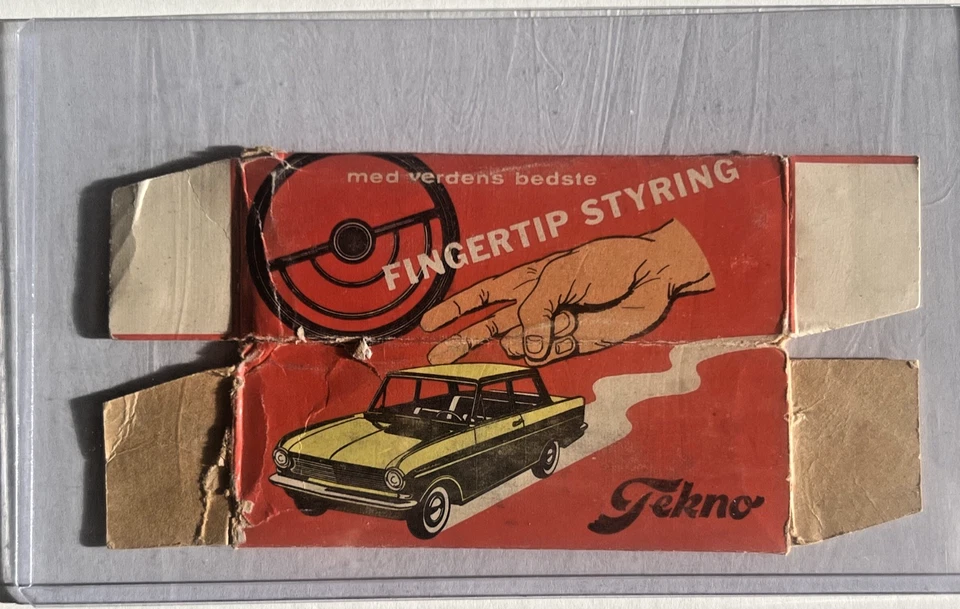 med verdens bedste
FINGERTIP STYRING
Tekno